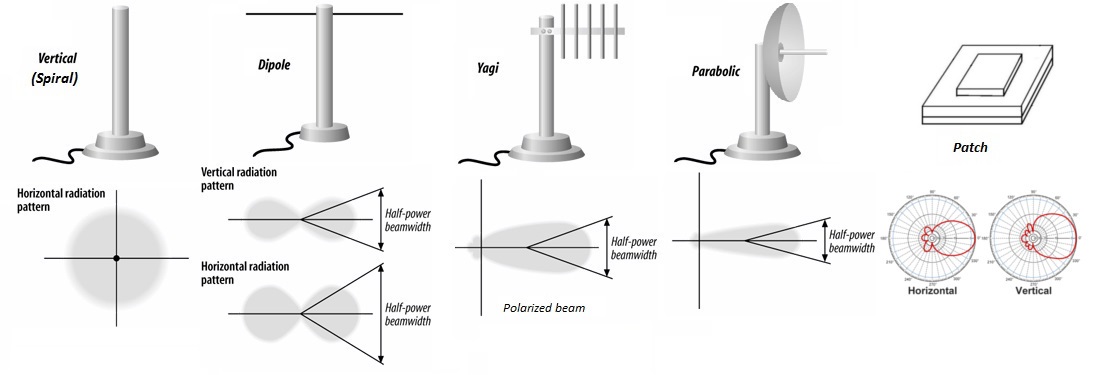 Vertical
(Spiral)
Dipole
Yagi
Parabolic
Patch
Horizontal radiation
pattern
Vertical radiation
pattern
Half-power
beamwidth
Horizontal radiation
pattern
Half-power
beamwidth
Half-power
beamwidth
Polarized beam
Half-power
beamwidth
Horizontal
Vertical